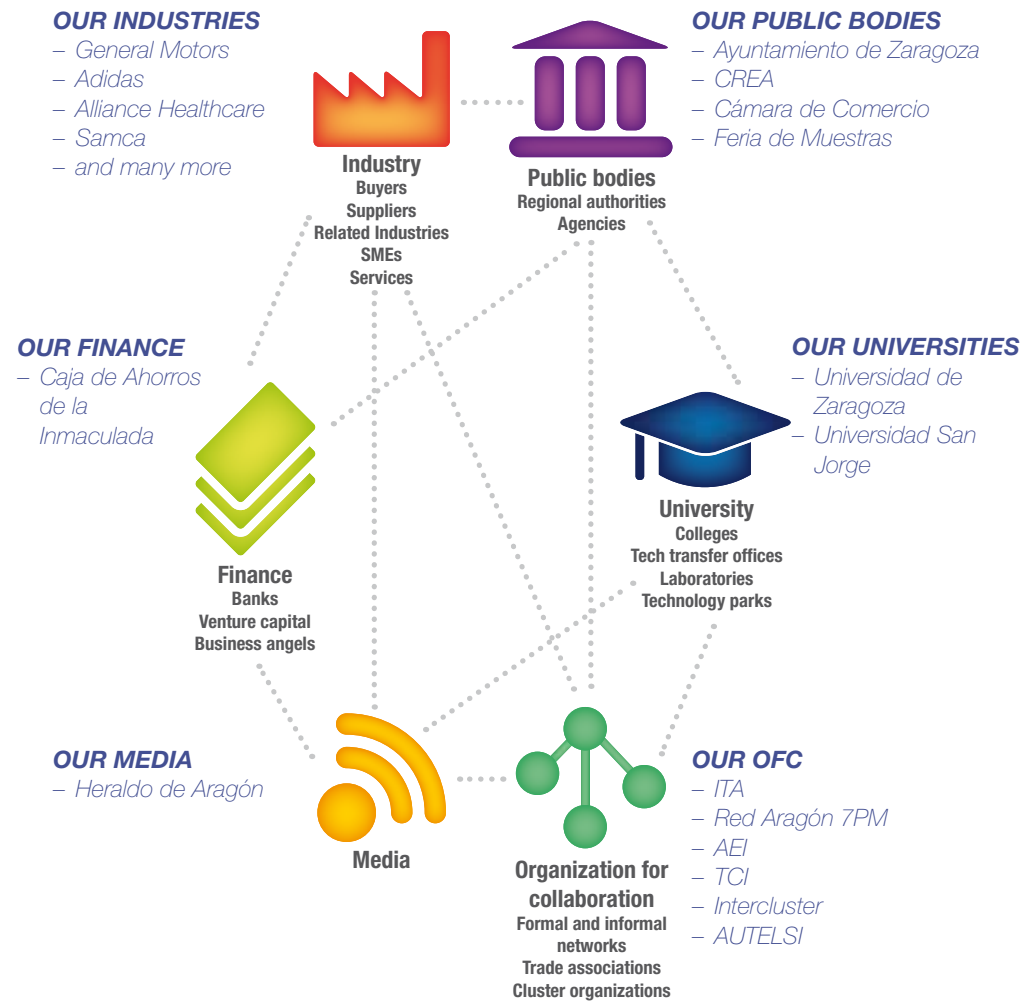 OUR INDUSTRIES
– General Motors
– Adidas
– Alliance Healthcare
– Samca
– and many more
OUR PUBLIC BODIES
– Ayuntamiento de Zaragoza
– CREA
– Cámara de Comercio
– Feria de Muestras
Industry
Buyers
Suppliers
Related Industries
SMEs
Services
Public bodies
Regional authorities
Agencies
OUR FINANCE
– Caja de Ahorros
de la
Inmaculada
OUR UNIVERSITIES
– Universidad de
Zaragoza
– Universidad San
Jorge
Finance
Banks
Venture capital
Business angels
University
Colleges
Tech transfer offices
Laboratories
Technology parks
OUR MEDIA
– Heraldo de Aragón
Media
Organization for
collaboration
Formal and informal
networks
Trade associations
Cluster organizations
OUR OFC
– ITA
– Red Aragón 7PM
– AEI
– TCI
– Intercluster
– AUTELSI